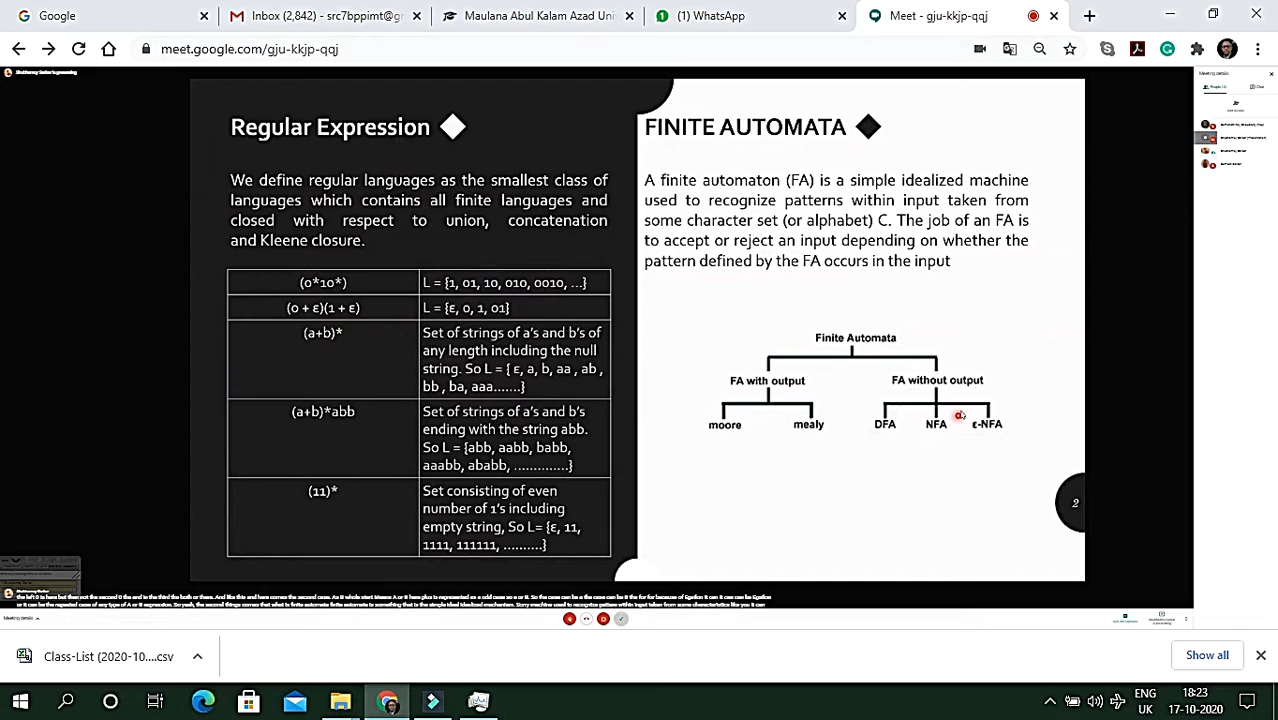 Google
Inbox (2,842) - src7bppimt@gr
Maulana Abul Kalam Azad Uni
(1) WhatsApp
Meet - gju-kkjp-qqj
meet.google.com/gju-kkjp-qqj
Meeting details
Regular Expression
We define regular languages as the smallest class of
languages which contains all finite languages and
closed with respect to union, concatenation
and Kleene closure.
(0*10*)
L = {1, 01, 10, 010, 0010, ...}
(0 + ε)(1 + ε)
L = {ε, 0, 1, 01}
(a+b)*
Set of strings of a's and b's of
any length including the null
string. So L = { ε, a, b, aa , ab ,
bb , ba, aaa.......}
(a+b)*abb
Set of strings of a's and b's
ending with the string abb.
So L = {abb, aabb, babb,
aaabb, ababb, ..............}
(11)*
Set consisting of even
number of 1's including
empty string, So L= {ε, 11,
1111, 111111, ..........}
FINITE AUTOMATA
A finite automaton (FA) is a simple idealized machine
used to recognize patterns within input taken from
some character set (or alphabet) C. The job of an FA is
to accept or reject an input depending on whether the
pattern defined by the FA occurs in the input
Finite Automata
FA with output
FA without output
moore
mealy
DFA
NFA
ε-NFA
2
Meeting details
Class-List (2020-10....csv
Show all
ENG
UK
18:23
17-10-2020